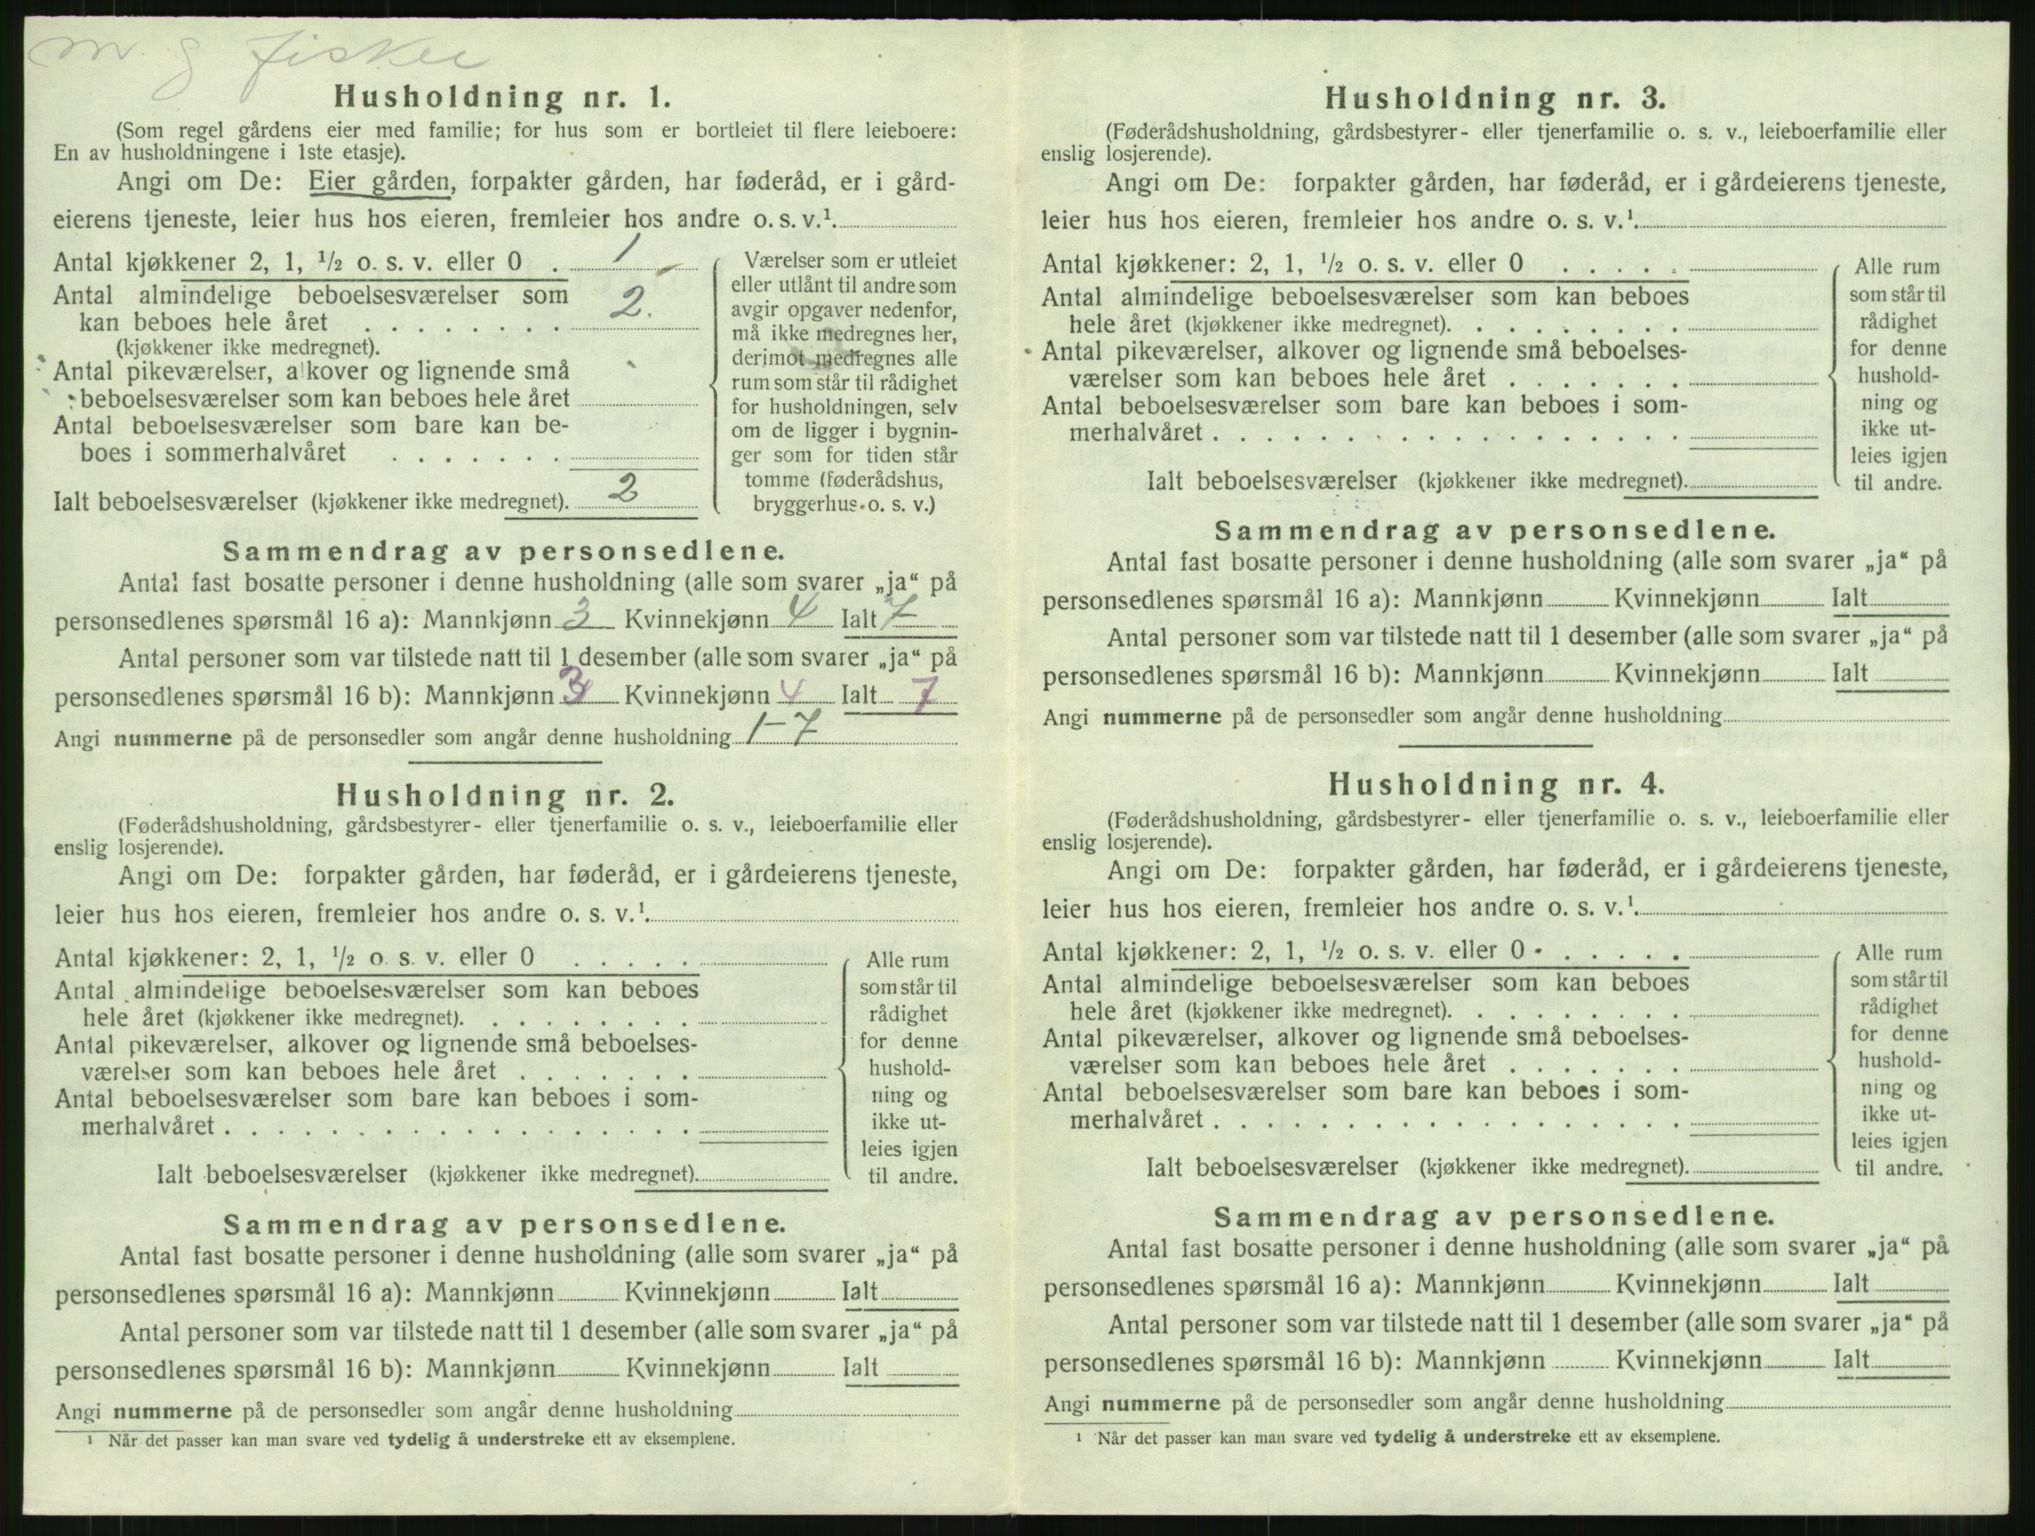 m. g fisker
Husholdning nr. 1.
(Som regel gårdens eier med familie; for hus som er bortleiet til flere leieboere:
En av husholdningene i 1ste etasje).
Angi om De: Eier gården, forpakter gården, har føderåd, er i gård-
eierens tjeneste, leier hus hos eieren, fremleier hos andre o. s. v.¹.
Antal kjøkkener 2, 1, ½ o. s. v. eller 0 . 1
Antal almindelige beboelsesværelser som
kan beboes hele året . . . . . . . . 2.
(kjøkkener ikke medregnet).
Antal pikeværelser, alkover og lignende små
beboelsesværelser som kan beboes hele året
Antal beboelsesværelser som bare kan be-
boes i sommerhalvåret . . . . . . .
Ialt beboelsesværelser (kjøkkener ikke medregnet). 2
Værelser som er utleiet
eller utlånt til andre som
avgir opgaver nedenfor,
må ikke medregnes her,
derimot medregnes alle
rum som står til rådighet
for husholdningen, selv
om de ligger i bygnin-
ger som for tiden står
tomme (føderådshus,
bryggerhus o. s. v.)
Sammendrag av personsedlene.
Antal fast bosatte personer i denne husholdning (alle som svarer „ja“ på
personsedlenes spørsmål 16 a): Mannkjønn 3 Kvinnekjønn 4 Ialt 7
Antal personer som var tilstede natt til 1 desember (alle som svarer „ja“ på
personsedlenes spørsmål 16 b): Mannkjønn 3 Kvinnekjønn 4 Ialt 7
Angi nummerne på de personsedler som angår denne husholdning 1-7
Husholdning nr. 2.
(Føderådshusholdning, gårdsbestyrer- eller tjenerfamilie o. s. v., leieboerfamilie eller
enslig losjerende).
Angi om De: forpakter gården, har føderåd, er i gårdeierens tjeneste,
leier hus hos eieren, fremleier hos andre o. s. v.¹.
Antal kjøkkener: 2, 1, ½ o. s. v. eller 0 . . . . .
Antal almindelige beboelsesværelser som kan beboes
hele året (kjøkkener ikke medregnet). . . . . . . . .
Antal pikeværelser, alkover og lignende små beboelses-
værelser som kan beboes hele året . . . . . . .
Antal beboelsesværelser som bare kan beboes i som-
merhalvåret . . . . . . . . . . . . . . . . . .
Ialt beboelsesværelser (kjøkkener ikke medregnet).
Alle rum
som står til
rådighet
for denne
hushold-
ning og
ikke ut-
leies igjen
til andre.
Sammendrag av personsedlene.
Antal fast bosatte personer i denne husholdning (alle som svarer „ja“ på
personsedlenes spørsmål 16 a): Mannkjønn Kvinnekjønn Ialt
Antal personer som var tilstede natt til 1 desember (alle som svarer „ja“ på
personsedlenes spørsmål 16 b): Mannkjønn Kvinnekjønn Ialt
Angi nummerne på de personsedler som angår denne husholdning
¹ Når det passer kan man svare ved tydelig å understreke ett av eksemplene.
Husholdning nr. 3.
(Føderådshusholdning, gårdsbestyrer- eller tjenerfamilie o. s. v., leieboerfamilie eller
enslig losjerende).
Angi om De: forpakter gården, har føderåd, er i gårdeierens tjeneste,
leier hus hos eieren, fremleier hos andre o. s. v.¹.
Antal kjøkkener: 2, 1, ½ o. s. v. eller 0 . . . . .
Antal almindelige beboelsesværelser som kan beboes
hele året (kjøkkener ikke medregnet). . . . . . . . .
Antal pikeværelser, alkover og lignende små beboelses-
værelser som kan beboes hele året . . . . . . .
Antal beboelsesværelser som bare kan beboes i som-
merhalvåret . . . . . . . . . . . . . . . . . .
Ialt beboelsesværelser (kjøkkener ikke medregnet).
Alle rum
som står til
rådighet
for denne
hushold-
ning og
ikke ut-
leies igjen
til andre.
Sammendrag av personsedlene.
Antal fast bosatte personer i denne husholdning (alle som svarer „ja“ på
personsedlenes spørsmål 16 a): Mannkjønn Kvinnekjønn Ialt
Antal personer som var tilstede natt til 1 desember (alle som svarer „ja“ på
personsedlenes spørsmål 16 b): Mannkjønn Kvinnekjønn Ialt
Angi nummerne på de personsedler som angår denne husholdning
Husholdning nr. 4.
(Føderådshusholdning, gårdsbestyrer- eller tjenerfamilie o. s. v., leieboerfamilie eller
enslig losjerende).
Angi om De: forpakter gården, har føderåd, er i gårdeierens tjeneste,
leier hus hos eieren, fremleier hos andre o. s. v.¹.
Antal kjøkkener: 2, 1, ½ o. s. v. eller 0 . . . . .
Antal almindelige beboelsesværelser som kan beboes
hele året (kjøkkener ikke medregnet). . . . . . . . .
Antal pikeværelser, alkover og lignende små beboelses-
værelser som kan beboes hele året . . . . . . .
Antal beboelsesværelser som bare kan beboes i som-
merhalvåret . . . . . . . . . . . . . . . . . .
Ialt beboelsesværelser (kjøkkener ikke medregnet).
Alle rum
som står til
rådighet
for denne
hushold-
ning og
ikke ut-
leies igjen
til andre.
Sammendrag av personsedlene.
Antal fast bosatte personer i denne husholdning (alle som svarer „ja“ på
personsedlenes spørsmål 16 a): Mannkjønn Kvinnekjønn Ialt
Antal personer som var tilstede natt til 1 desember (alle som svarer „ja“ på
personsedlenes spørsmål 16 b): Mannkjønn Kvinnekjønn Ialt
Angi nummerne på de personsedler som angår denne husholdning
¹ Når det passer kan man svare ved tydelig å understreke ett av eksemplene.